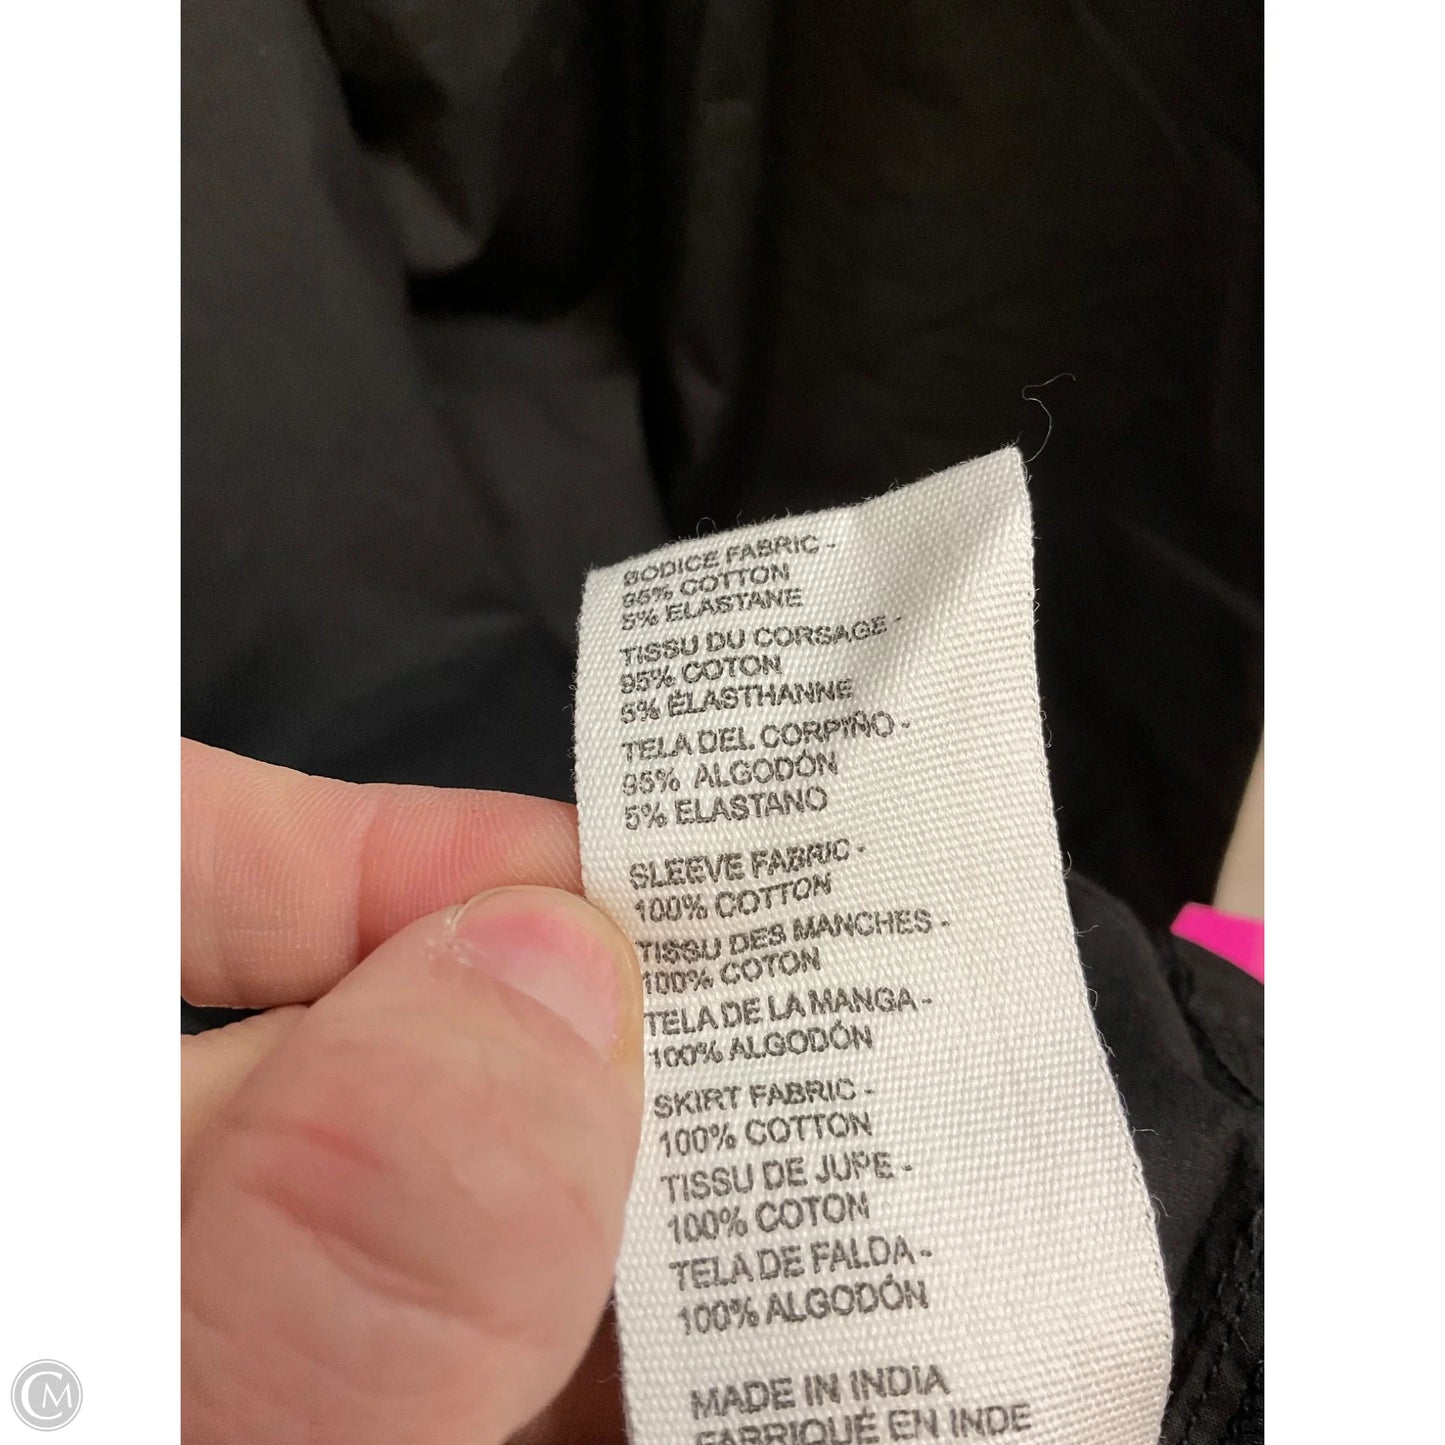 BODICE FABRIC -
95% COTTON
5% ELASTANE
TISSU DU CORSAGE -
95% COTON
5% ÉLASTHANNE
TELA DEL CORPIÑO -
95% ALGODÓN
5% ELASTANO
SLEEVE FABRIC -
100% COTTON
TISSU DES MANCHES -
100% COTON
TELA DE LA MANGA -
100% ALGODÓN
SKIRT FABRIC -
100% COTTON
TISSU DE JUPE -
100% COTON
TELA DE FALDA -
100% ALGODÓN
MADE IN INDIA
FABRIQUÉ EN INDE
CM